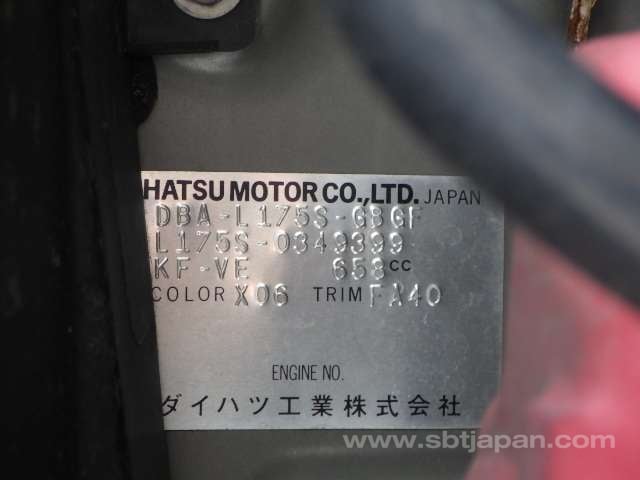 HATSU MOTOR CO.,LTD. JAPAN
DBA-L175S-GBGF
L175S-0349399
KF-VE 658cc
COLOR X06 TRIM FA40
ENGINE NO.
ダイハツ工業株式会社
www.sbtjapan.com